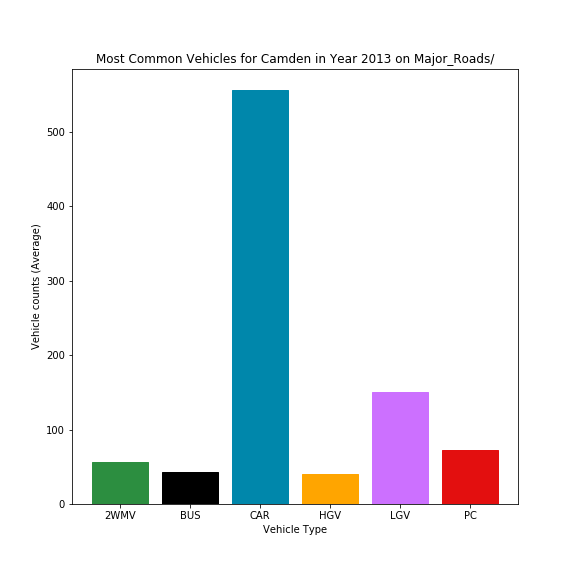 Most Common Vehicles for Camden in Year 2013 on Major_Roads/
Vehicle counts (Average)
500
400
300
200
100
0
2WMV BUS CAR HGV LGV PC
Vehicle Type